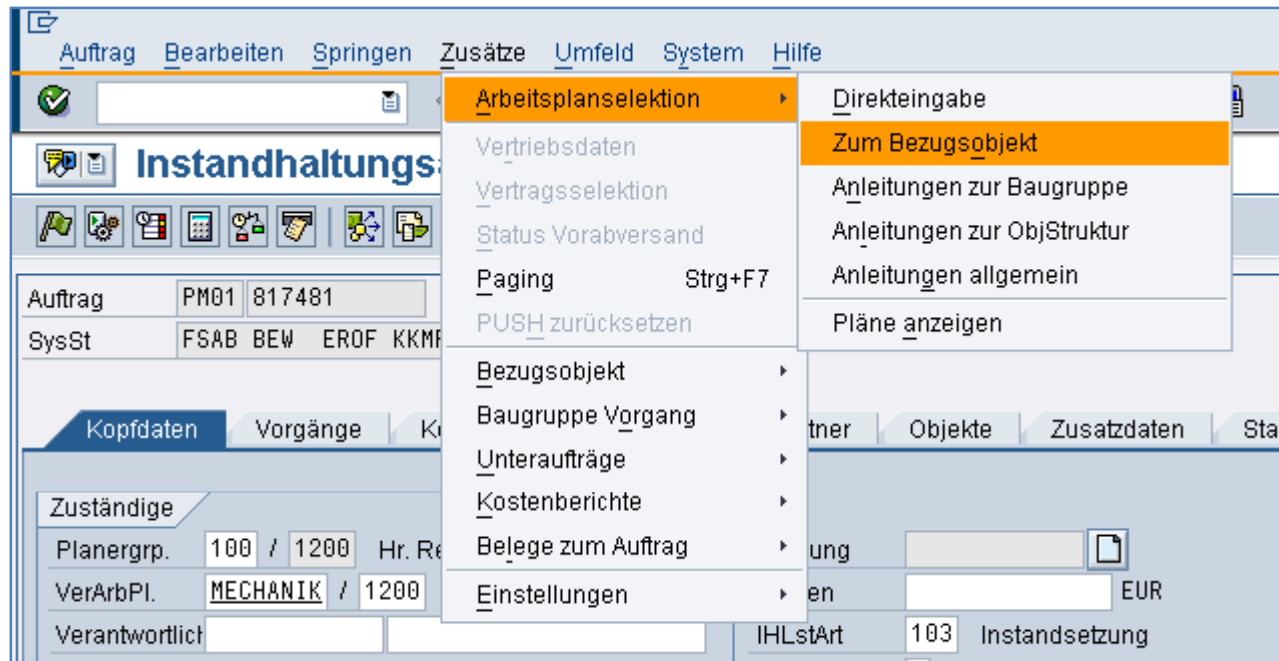 Auftrag Bearbeiten Springen Zusätze Umfeld System Hilfe
Arbeitsplanselektion
Vertriebsdaten
Vertragsselektion
Status Vorabversand
Paging Strg+F7
PUSH zurücksetzen
Bezugsobjekt
Baugruppe Vorgang
Unteraufträge
Kostenberichte
Belege zum Auftrag
Einstellungen
Direkteingabe
Zum Bezugsobjekt
Anleitungen zur Baugruppe
Anleitungen zur ObjStruktur
Anleitungen allgemein
Pläne anzeigen
Instandhaltungs
Auftrag PM01 817481
SysSt FSAB BEW EROF
Kopfdaten Vorgänge tner Objekte Zusatzdaten Sta
Zuständige
Planergrp. 100 / 1200 Hr. Re ung
VerArbPl. MECHANIK / 1200 en EUR
Verantwortlich IHLstArt 103 Instandsetzung